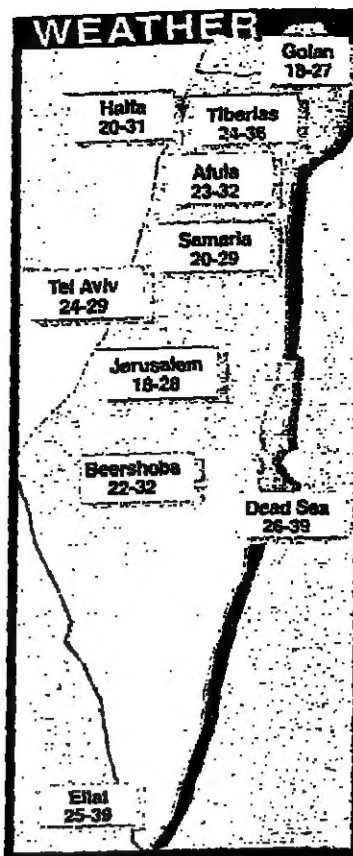 WEATHER
Golan
18-27
Haifa
20-31
Tiberias
24-36
Afula
23-32
Samaria
20-29
Tel Aviv
24-29
Jerusalem
18-28
Beersheba
22-32
Dead Sea
26-39
Eilat
25-39